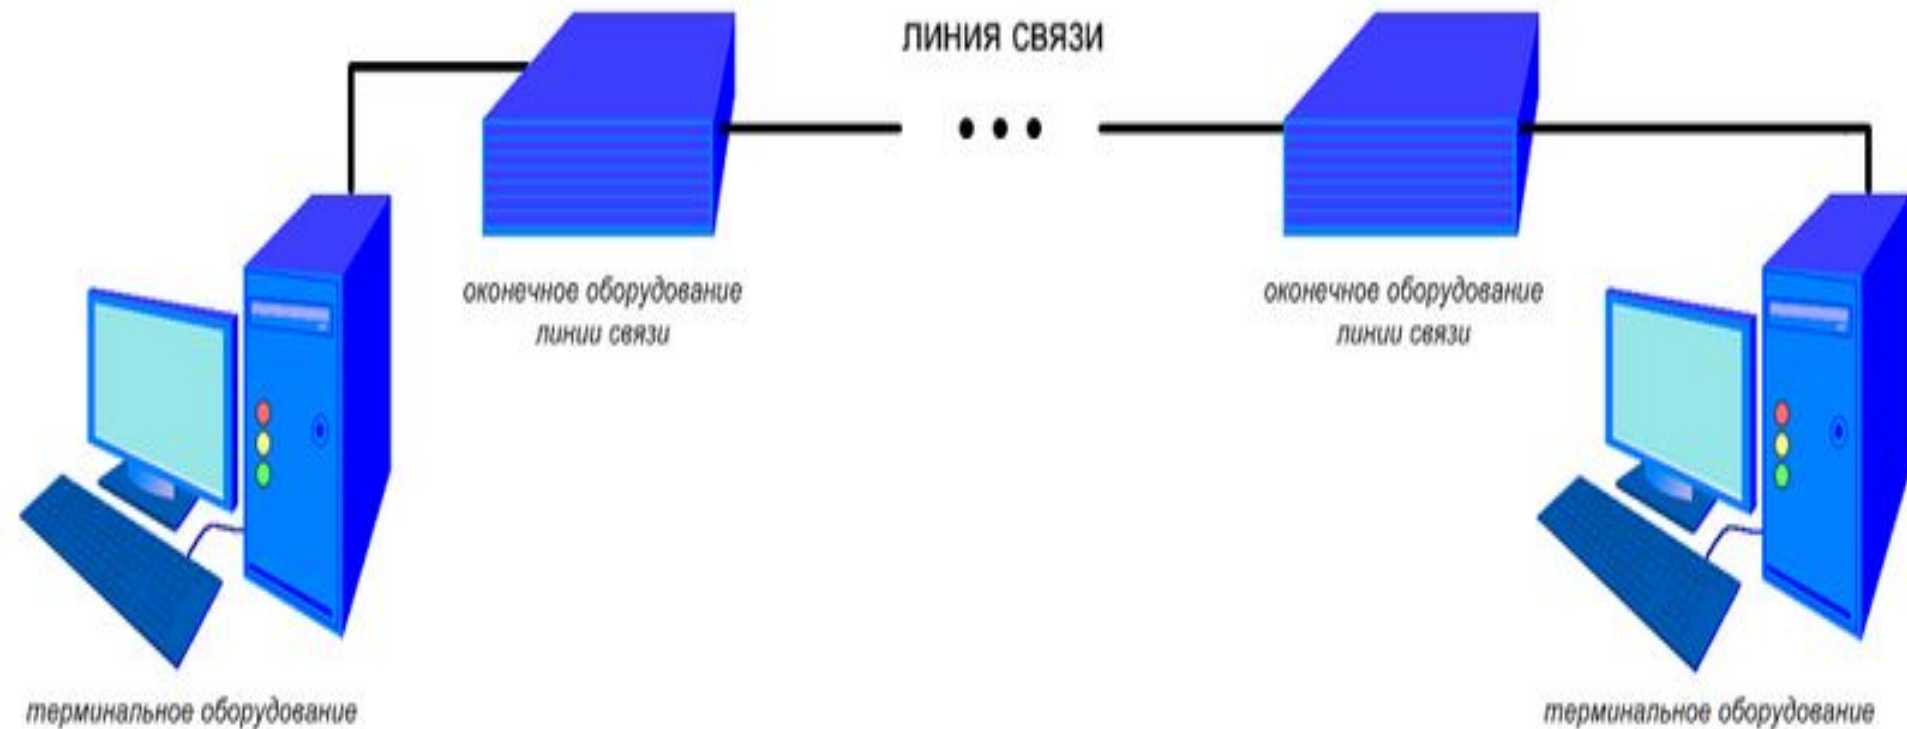 линия связи
оконечное оборудование
линии связи
оконечное оборудование
линии связи
терминальное оборудование
терминальное оборудование